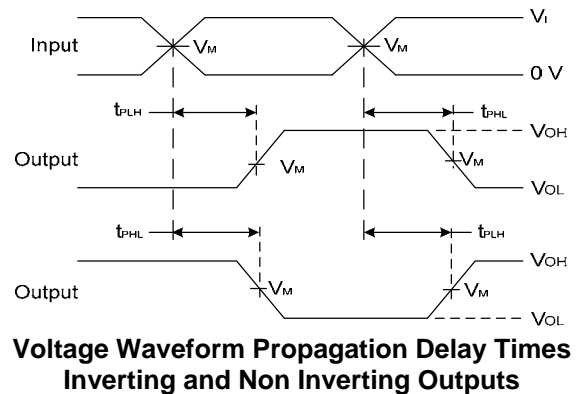 VI
Input VM VM
0 V
tPLH tPHL
VOH
Output VM VM
VOL
tPHL tPLH
VOH
Output VM VM
VOL
Voltage Waveform Propagation Delay Times
Inverting and Non Inverting Outputs